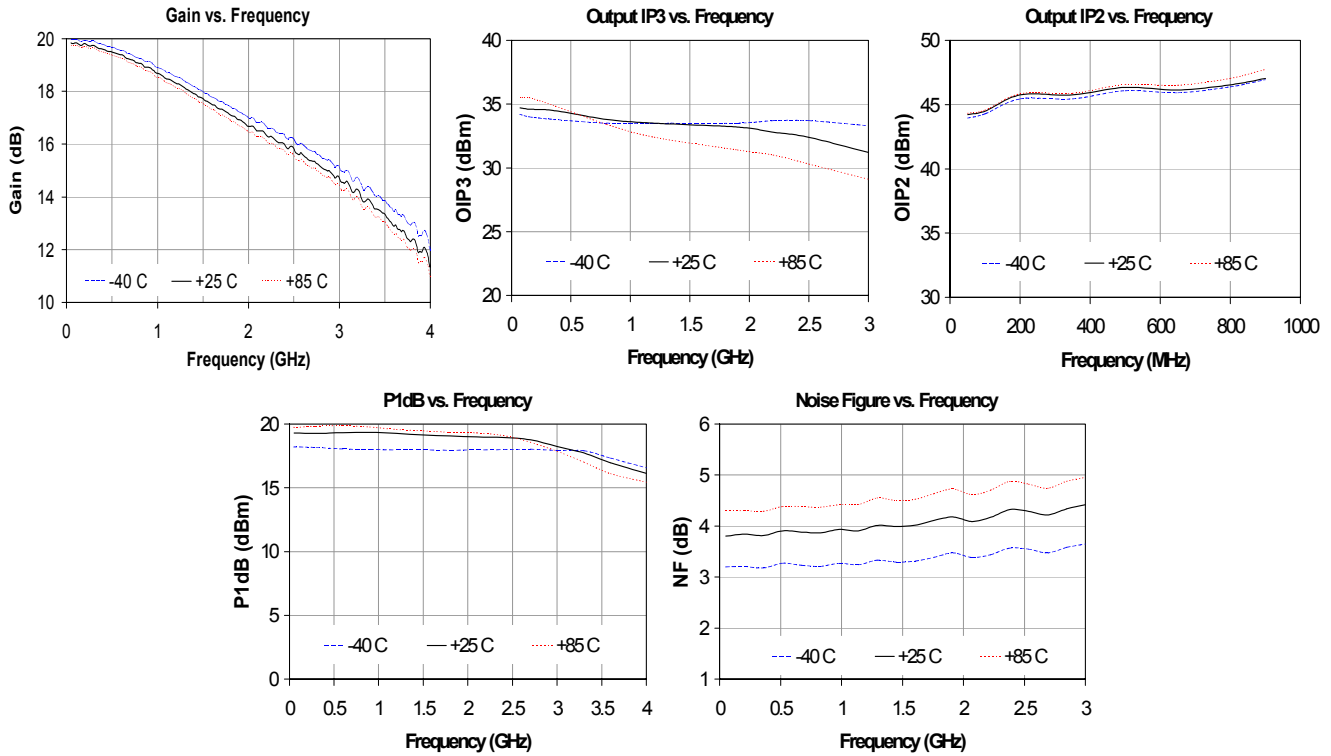 Gain vs. Frequency
Gain (dB)
20
18
16
14
12
10
-40 C +25 C +85 C
0 1 2 3 4
Frequency (GHz)
Output IP3 vs. Frequency
OIP3 (dBm)
40
35
30
25
20
-40 C +25 C +85 C
0 0.5 1 1.5 2 2.5 3
Frequency (GHz)
Output IP2 vs. Frequency
OIP2 (dBm)
50
45
40
35
30
-40 C +25 C +85 C
0 200 400 600 800 1000
Frequency (MHz)
P1dB vs. Frequency
P1dB (dBm)
20
15
10
5
0
-40 C +25 C +85 C
0 0.5 1 1.5 2 2.5 3 3.5 4
Frequency (GHz)
Noise Figure vs. Frequency
NF (dB)
6
5
4
3
2
1
-40 C +25 C +85 C
0 0.5 1 1.5 2 2.5 3
Frequency (GHz)